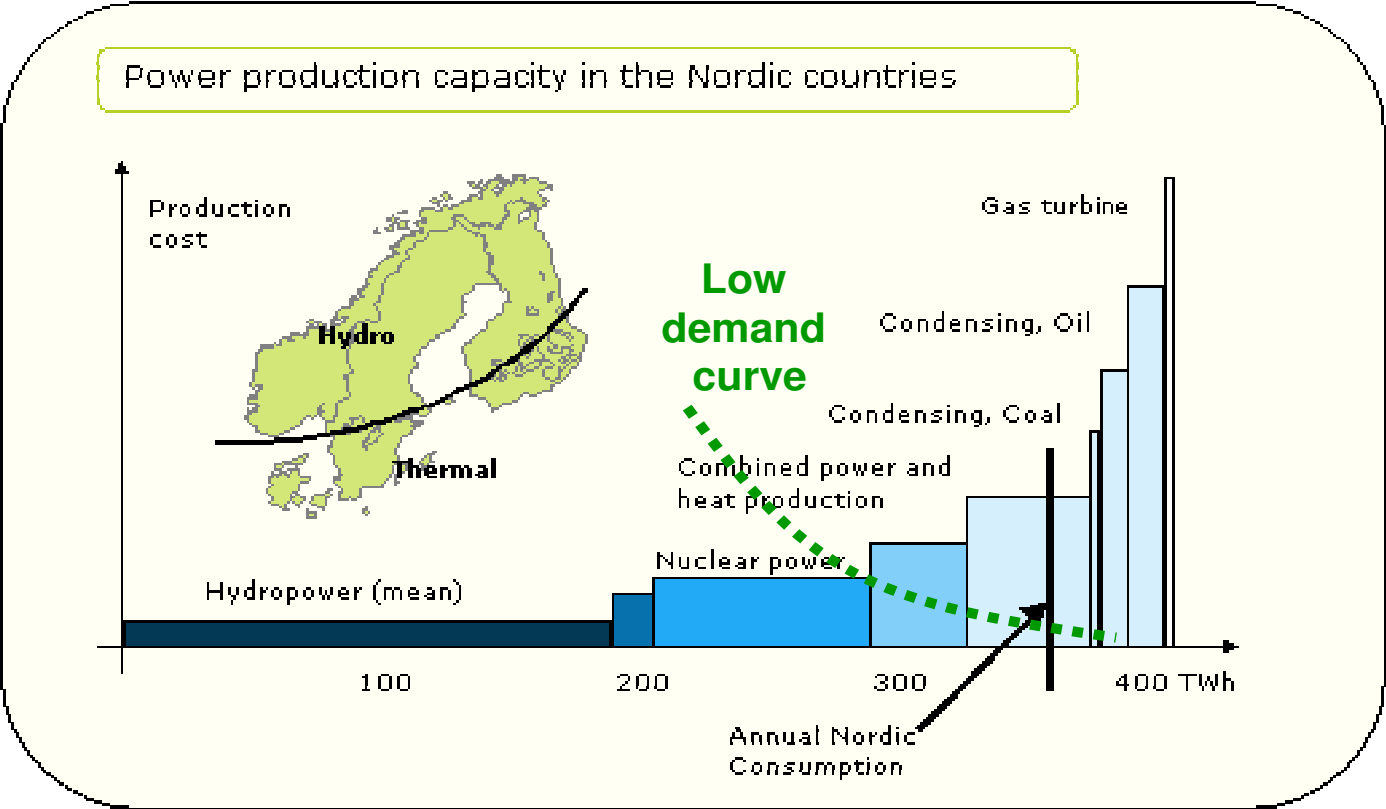 Power production capacity in the Nordic countries
Production
cost
Gas turbine
Low
demand
curve
Condensing, Oil
Hydro
Condensing, Coal
Thermal
Combined power and
heat production
Nuclear power
Hydropower (mean)
100
200
300
400 TWh
Annual Nordic
Consumption